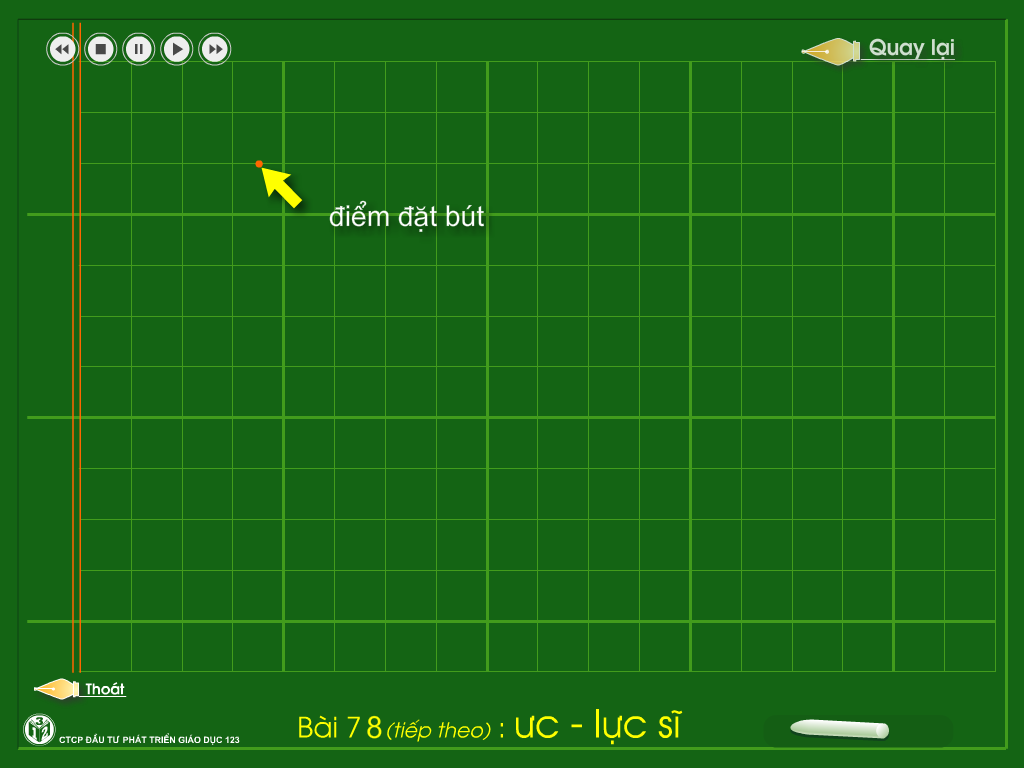 Quay lại
điểm đặt bút
Thoát
CTCP ĐẦU TƯ PHÁT TRIỂN GIÁO DỤC 123
Bài 78 (tiếp theo) : ưc - lực sĩ